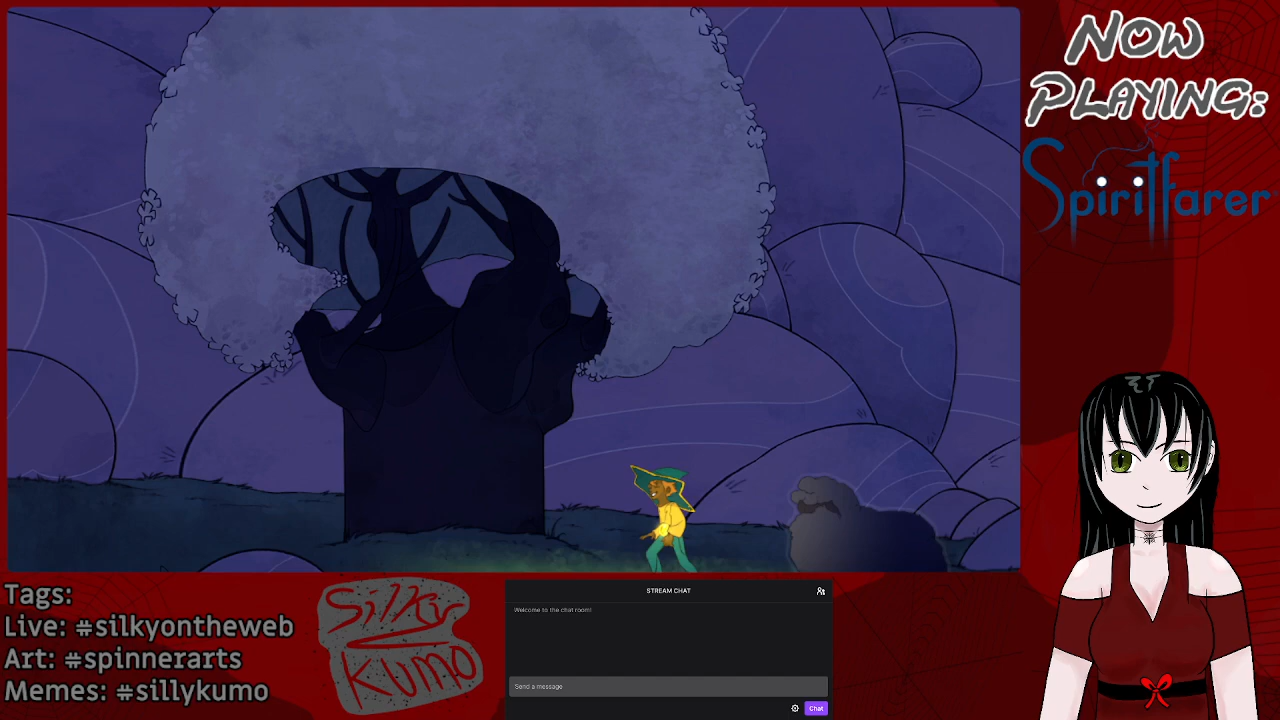 Now
Playing:
Spiritfarer
Tags:
Live: #silkyontheweb
Art: #spinnerarts
Memes: #sillykumo
Silky
Kumo
STREAM CHAT
Welcome to the chat room!
Send a message
Chat